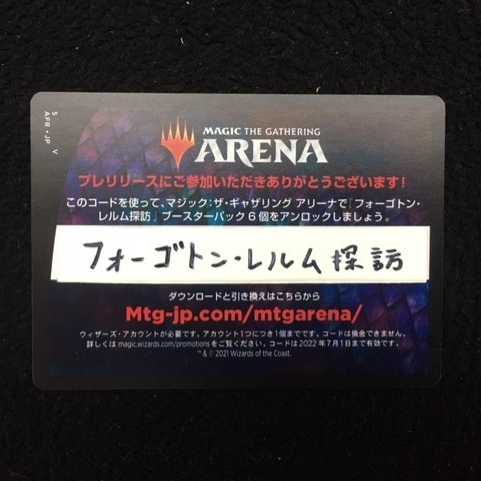 5 V
AFR・JP
MAGIC THE GATHERING
ARENA
プレリリースにご参加いただきありがとうございます!
このコードを使って、マジック:ザ・ギャザリング アリーナで『フォーゴトン・
レルム探訪』ブースターパック6個をアンロックしましょう。
フォーゴトン・レルム探訪
ダウンロードと引き換えはこちらから
Mtg-jp.com/mtgarena/
ウィザーズ・アカウントが必要です。アカウント1つにつき1個までです。コードは換金できません。
詳しくは magic.wizards.com/promotions をご覧ください。コードは2022年7月1日まで有効です。
™ & © 2021 Wizards of the Coast.